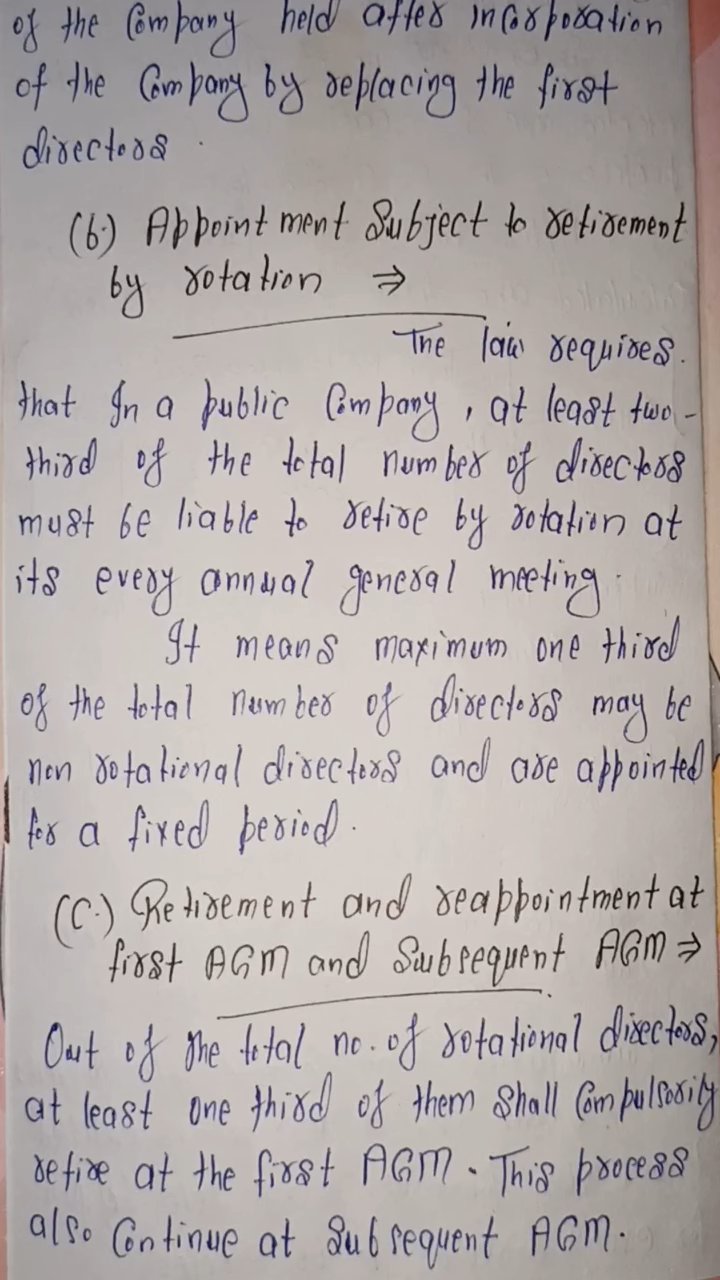 of the Company held after incorporation
of the Company by replacing the first
directors.
(b.) Appointment Subject to retirement
by rotation ⇒
The law requires.
that In a public Company, at least two-
third of the total number of directors
must be liable to retire by rotation at
its every annual general meeting.
It means maximum one third
of the total number of directors may be
non rotational directors and are appointed
for a fixed period.
(C.) Retirement and reappointment at
first AGM and Subsequent AGM ⇒
Out of the total no. of rotational directors,
at least one third of them Shall Compulsorily
retire at the first AGM. This process
also Continue at Subsequent AGM.